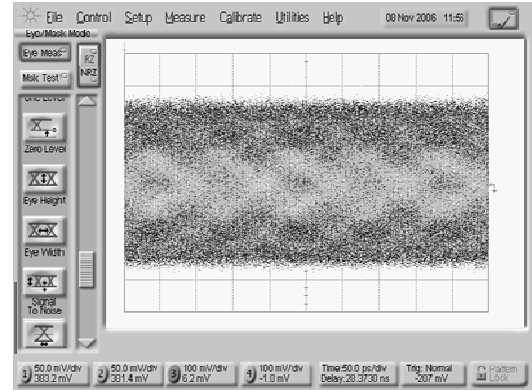 File Control Setup Measure Calibrate Utilities Help 08 Nov 2006 11:56
Eye/Mask Mode
Eye Meas
RZ
NRZ
Msk Test
One Level
Zero Level
Eye Height
Eye Width
Signal To Noise
1) 50.0 mV/div 383.2 mV
2) 50.0 mV/div 381.4 mV
3) 100 mV/div 6.2 mV
4) 100 mV/div -1.0 mV
Time:50.0 ps/div Delay:28.3730 ns
Trig: Normal -207 mV
Pattern Lock